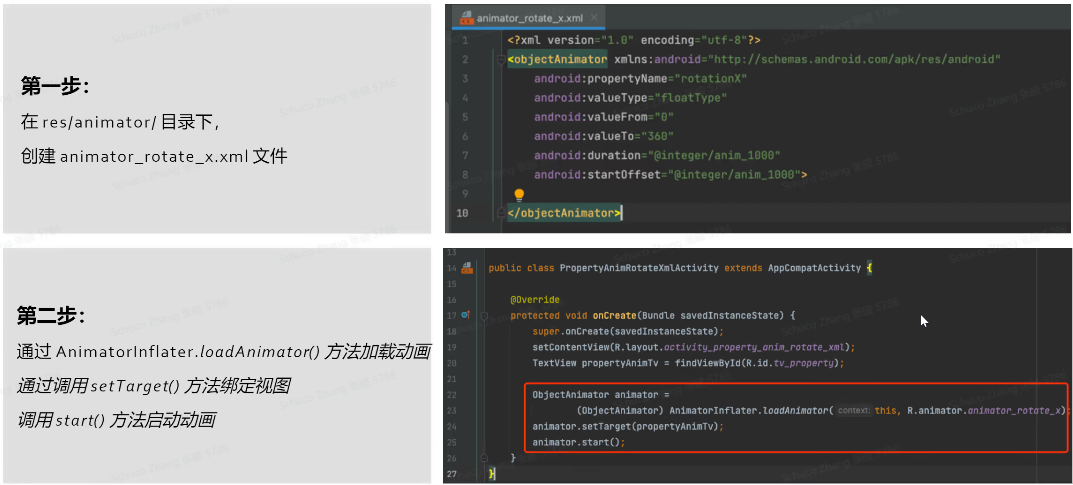 第一步：
在 res/animator/ 目录下，
创建 animator_rotate_x.xml 文件
animator_rotate_x.xml
1 <?xml version="1.0" encoding="utf-8"?>
2 <objectAnimator xmlns:android="http://schemas.android.com/apk/res/android"
3 android:propertyName="rotationX"
4 android:valueType="floatType"
5 android:valueFrom="0"
6 android:valueTo="360"
7 android:duration="@integer/anim_1000"
8 android:startOffset="@integer/anim_1000">
9
10 </objectAnimator>
第二步：
通过 AnimatorInflater.loadAnimator() 方法加载动画
通过调用 setTarget() 方法绑定视图
调用 start() 方法启动动画
13
14 public class PropertyAnimRotateXmlActivity extends AppCompatActivity {
15
16 @Override
17 protected void onCreate(Bundle savedInstanceState) {
18 super.onCreate(savedInstanceState);
19 setContentView(R.layout.activity_property_anim_rotate_xml);
20 TextView propertyAnimTv = findViewById(R.id.tv_property);
21
22 ObjectAnimator animator =
23 (ObjectAnimator) AnimatorInflater.loadAnimator( context: this, R.animator.animator_rotate_x);
24 animator.setTarget(propertyAnimTv);
25 animator.start();
26 }
27 }